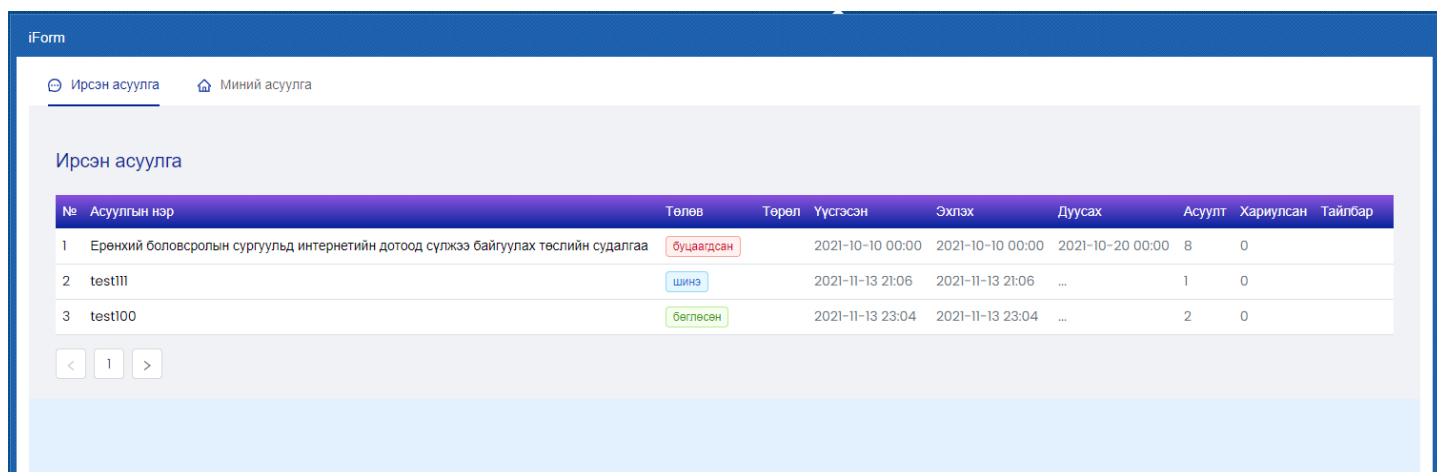 iForm
Ирсэн асуулга Миний асуулга
Ирсэн асуулга
№ Асуулгын нэр Төлөв Төрөл Үүсгэсэн Эхлэх Дуусах Асуулт Хариулсан Тайлбар
1 Ерөнхий боловсролын сургуульд интернетийн дотоод сүлжээ байгуулах төслийн судалгаа буцаагдсан 2021-10-10 00:00 2021-10-10 00:00 2021-10-20 00:00 8 0
2 test111 шинэ 2021-11-13 21:06 2021-11-13 21:06 ... 1 0
3 test100 бөглөсөн 2021-11-13 23:04 2021-11-13 23:04 ... 2 0
< 1 >